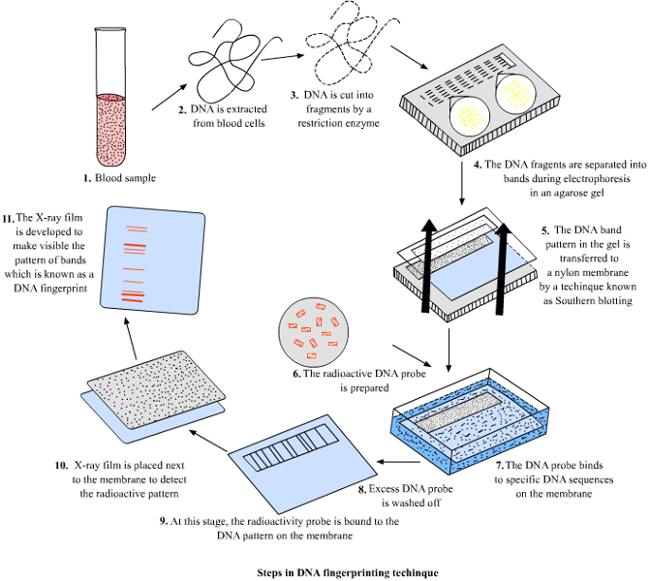 1. Blood sample
2. DNA is extracted
from blood cells
3. DNA is cut into
fragments by a
restriction enzyme
4. The DNA fragents are separated into
bands during electrophoresis
in an agarose gel
5. The DNA band
pattern in the gel is
transferred to
a nylon membrane
by a techinque known
as Southern blotting
6. The radioactive DNA probe
is prepared
7. The DNA probe binds
to specific DNA sequences
on the membrane
8. Excess DNA probe
is washed off
9. At this stage, the radioactivity probe is bound to the
DNA pattern on the membrane
10. X-ray film is placed next
to the membrane to detect
the radioactive pattern
11. The X-ray film
is developed to
make visible the
pattern of bands
which is known as a
DNA fingerprint
Steps in DNA fingerprinting techinque